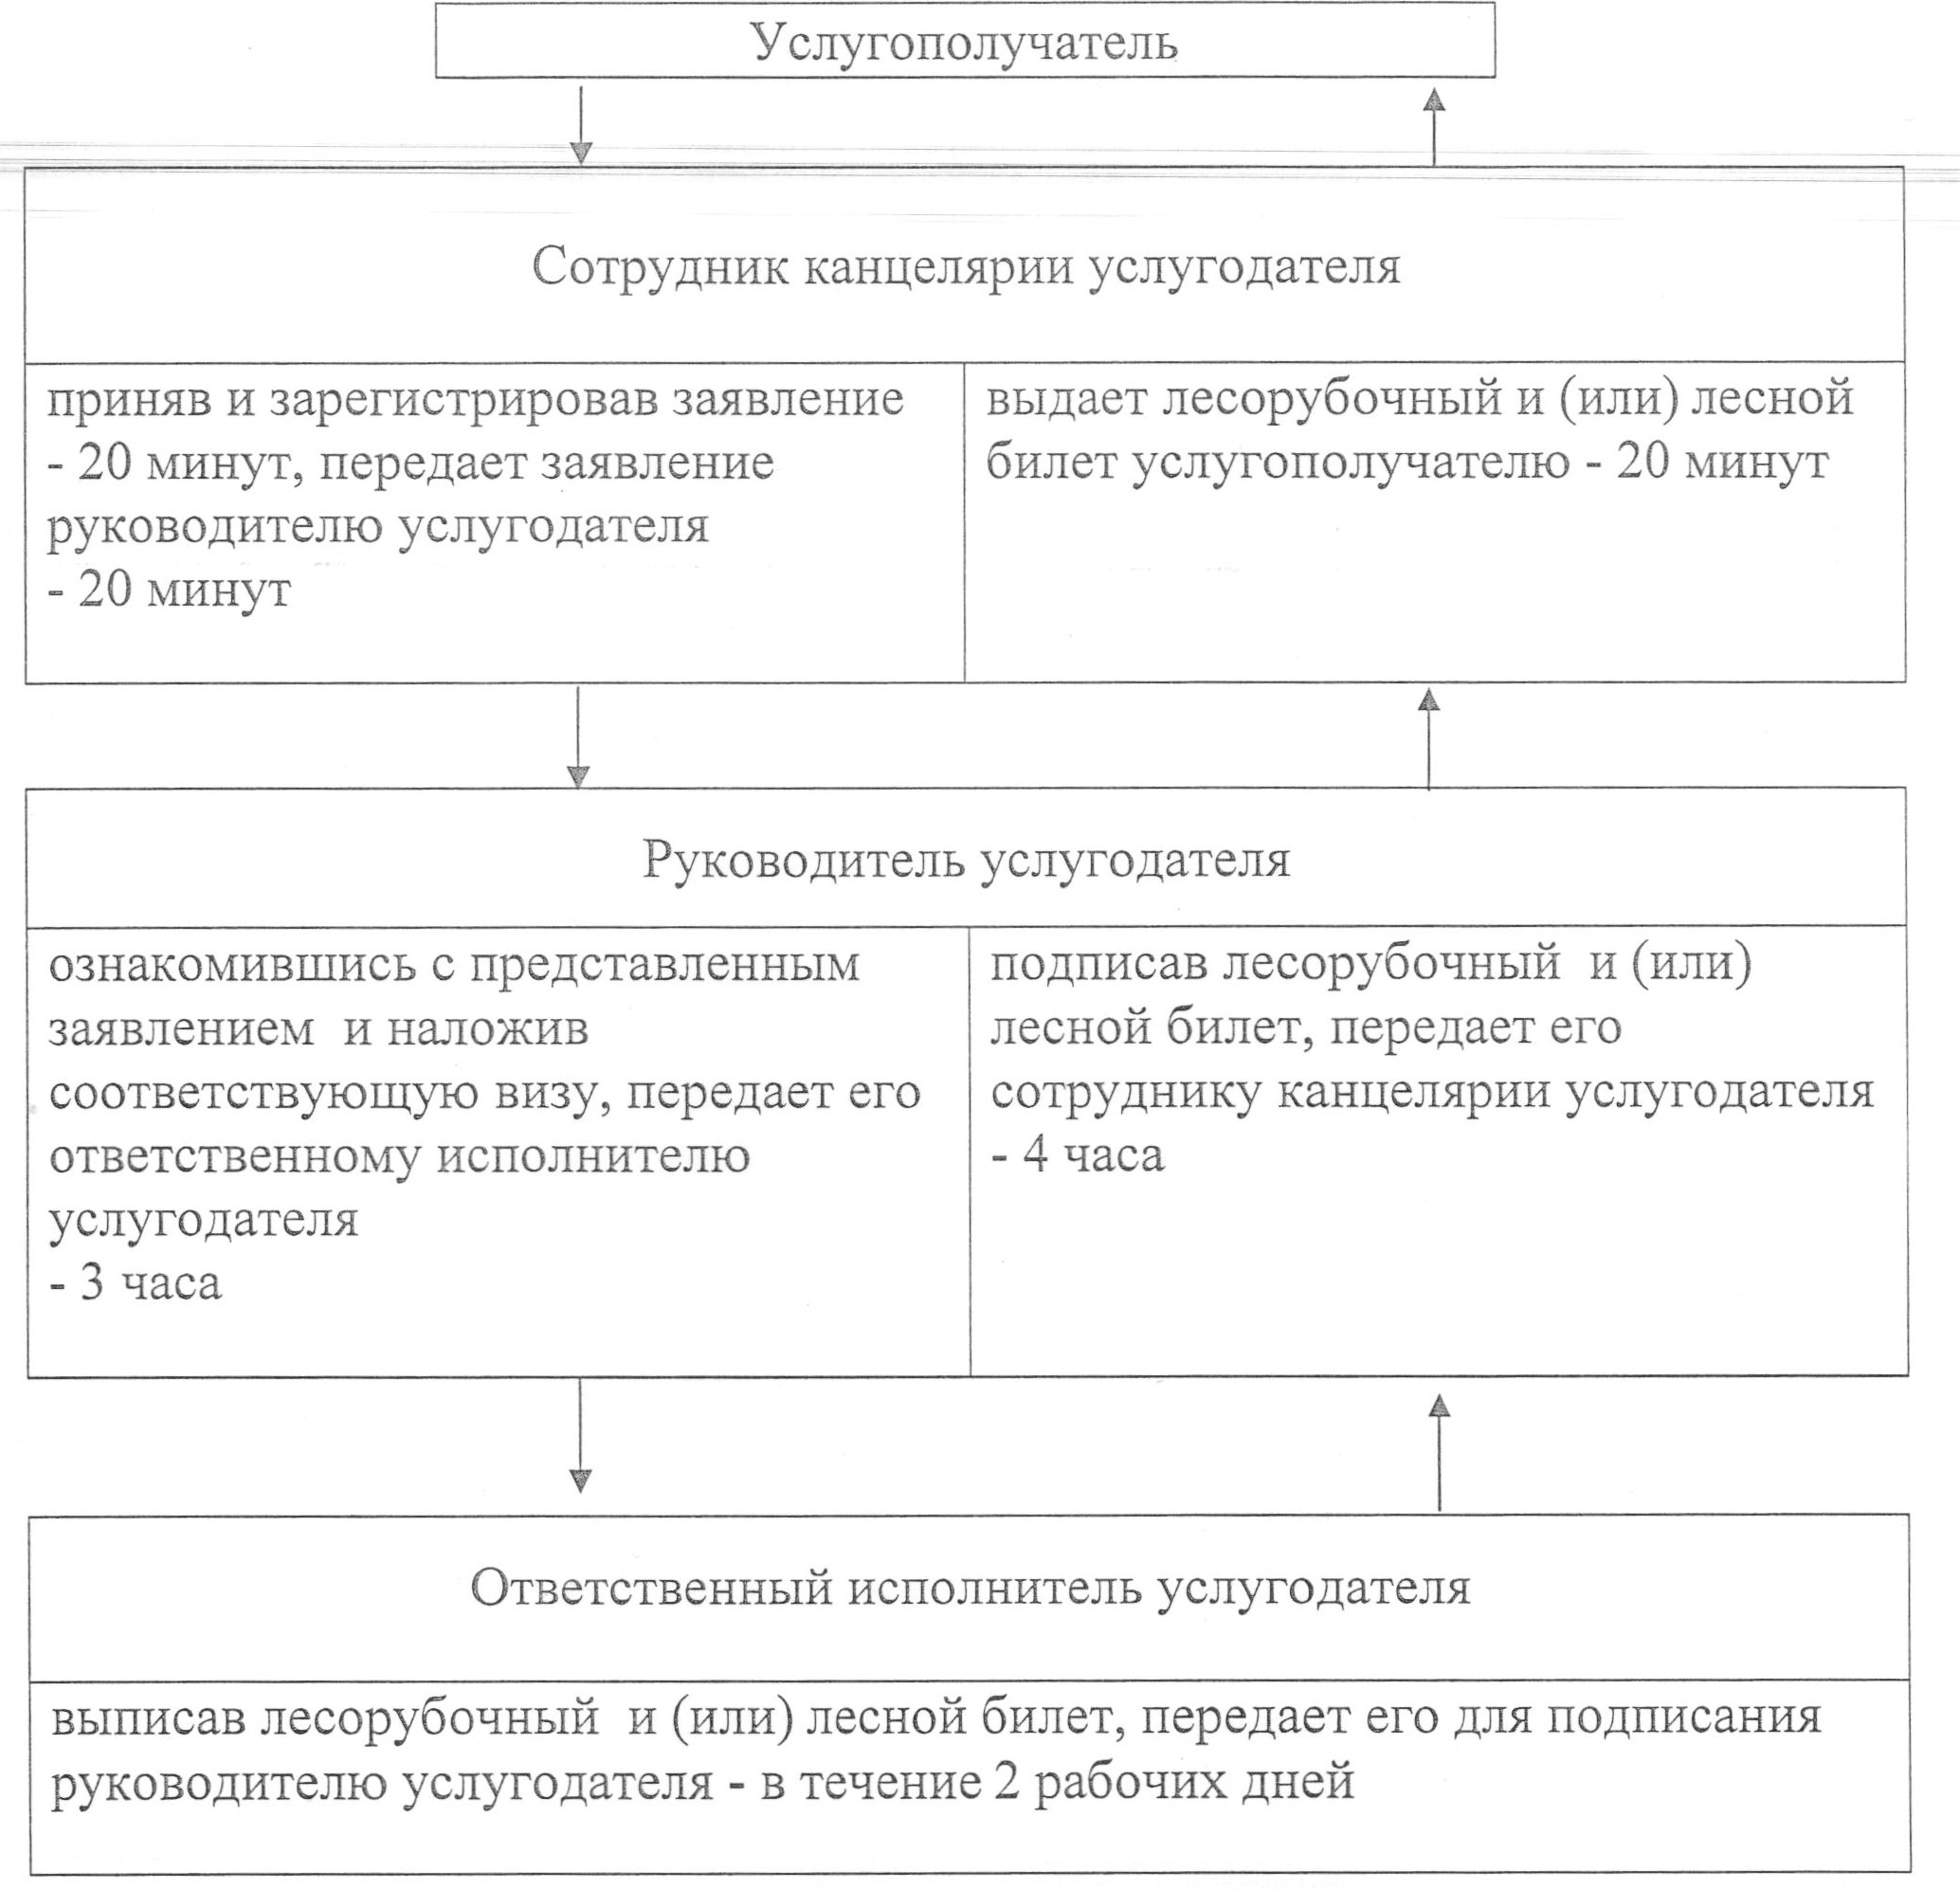 Услугополучатель
Сотрудник канцелярии услугодателя
приняв и зарегистрировав заявление
- 20 минут, передает заявление
руководителю услугодателя
- 20 минут
выдает лесорубочный и (или) лесной
билет услугополучателю - 20 минут
Руководитель услугодателя
ознакомившись с представленным
заявлением и наложив
соответствующую визу, передает его
ответственному исполнителю
услугодателя
- 3 часа
подписав лесорубочный и (или)
лесной билет, передает его
сотруднику канцелярии услугодателя
- 4 часа
Ответственный исполнитель услугодателя
выписав лесорубочный и (или) лесной билет, передает его для подписания
руководителю услугодателя - в течение 2 рабочих дней